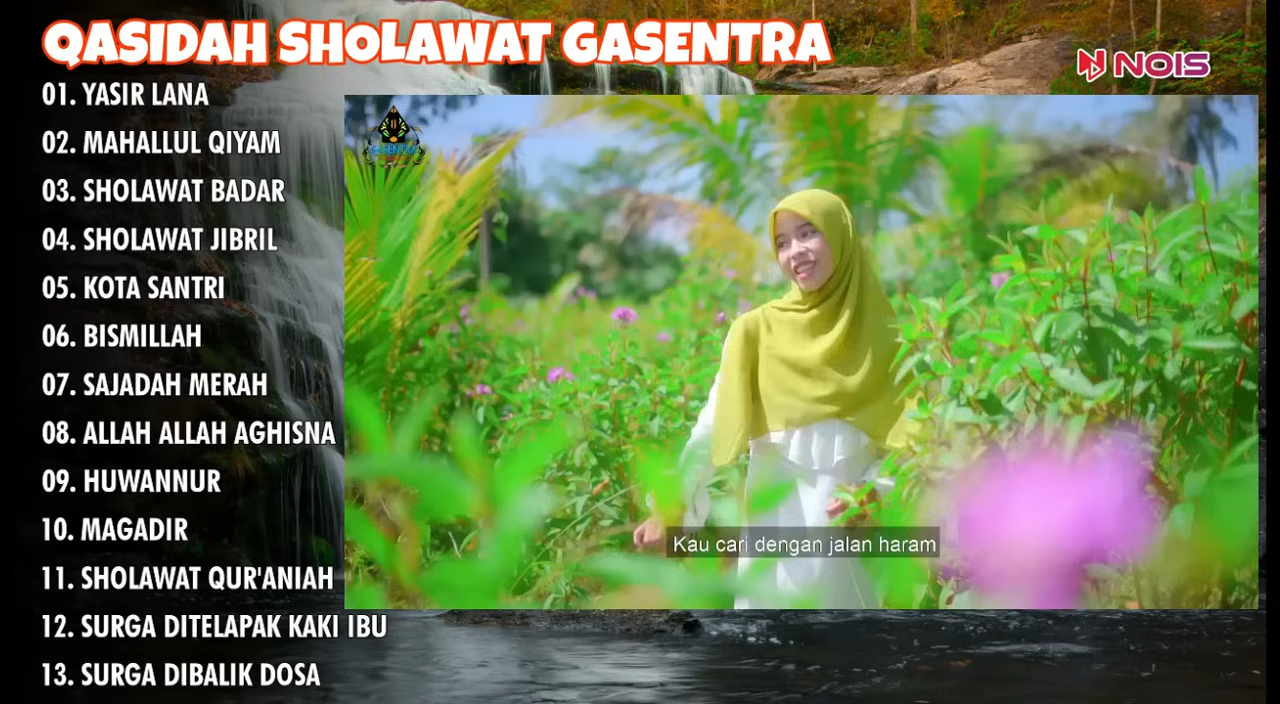 QASIDAH SHOLAWAT GASENTRA
NOIS
01. YASIR LANA
02. MAHALLUL QIYAM
03. SHOLAWAT BADAR
04. SHOLAWAT JIBRIL
05. KOTA SANTRI
06. BISMILLAH
07. SAJADAH MERAH
08. ALLAH ALLAH AGHISNA
09. HUWANNUR
10. MAGADIR
11. SHOLAWAT QUR'ANIAH
12. SURGA DITELAPAK KAKI IBU
13. SURGA DIBALIK DOSA
Kau cari dengan jalan haram